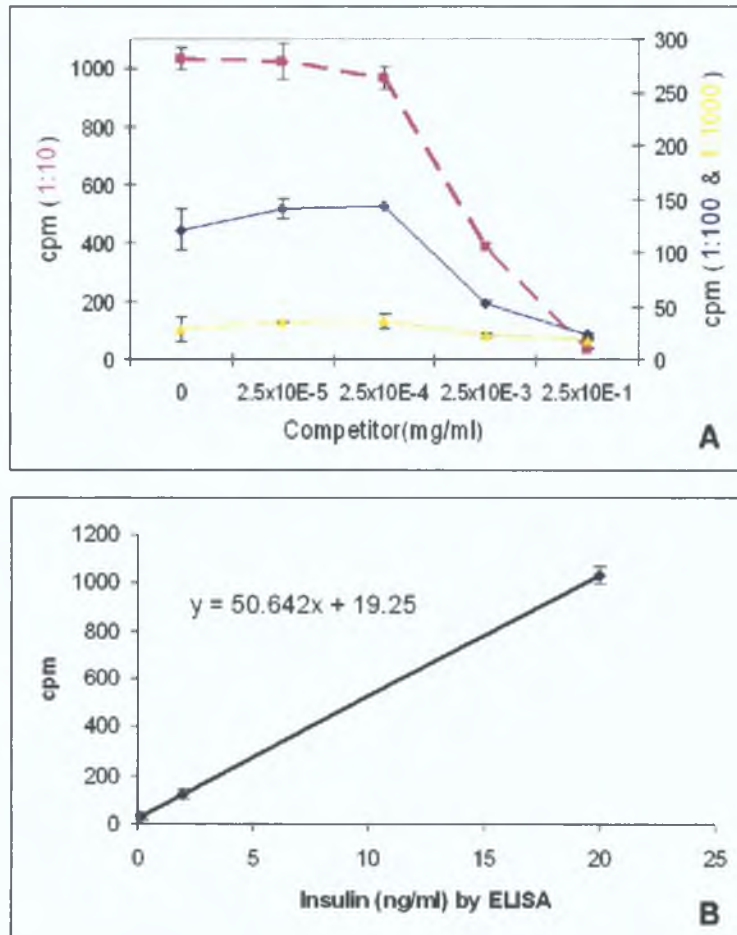 cpm (1:10)
1000
800
600
400
200
0
300
250
200
150
100
50
0
cpm (1:100 & 1:1000)
0 2.5x10E-5 2.5x10E-4 2.5x10E-3 2.5x10E-1
Competitor(mg/ml)
A
cpm
1200
1000
800
600
400
200
0
y = 50.642x + 19.25
0 5 10 15 20 25
Insulin (ng/ml) by ELISA
B